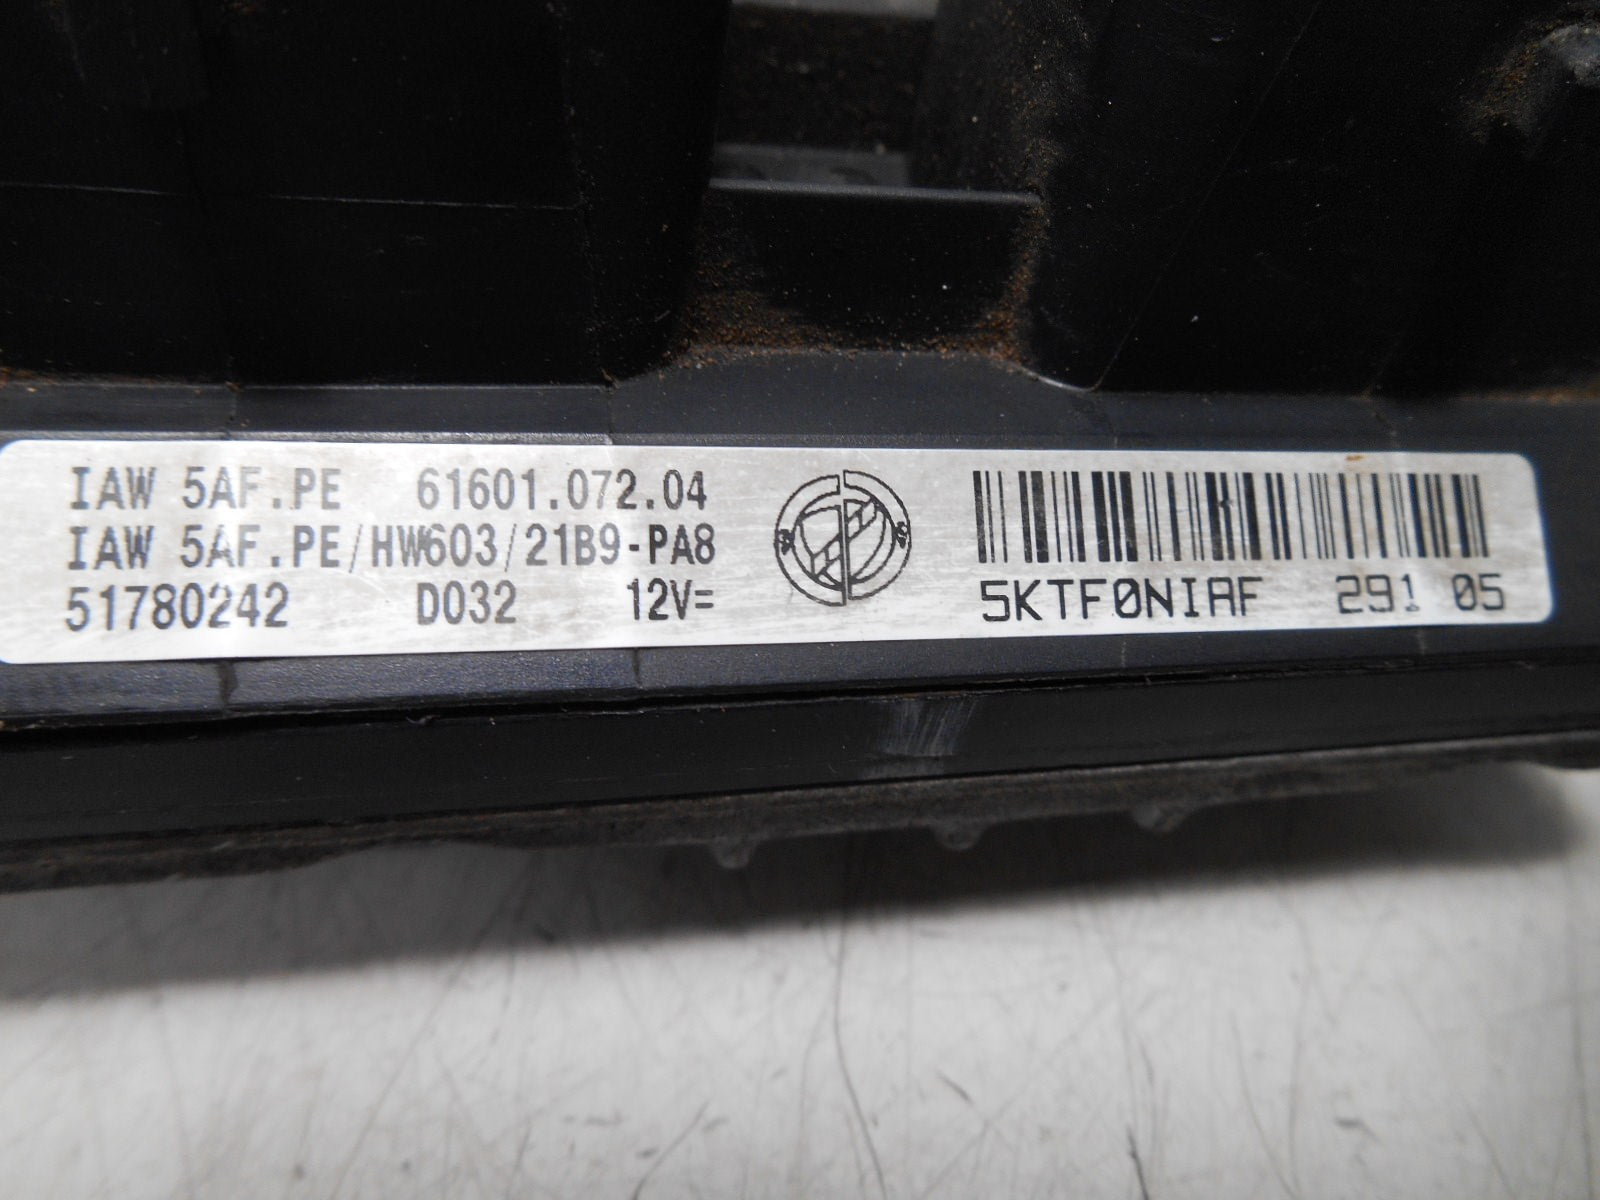 IAW 5AF.PE 61601.072.04
IAW 5AF.PE/HW603/21B9-PA8
51780242 D032 12V=
5KTF0NIAF 291 05